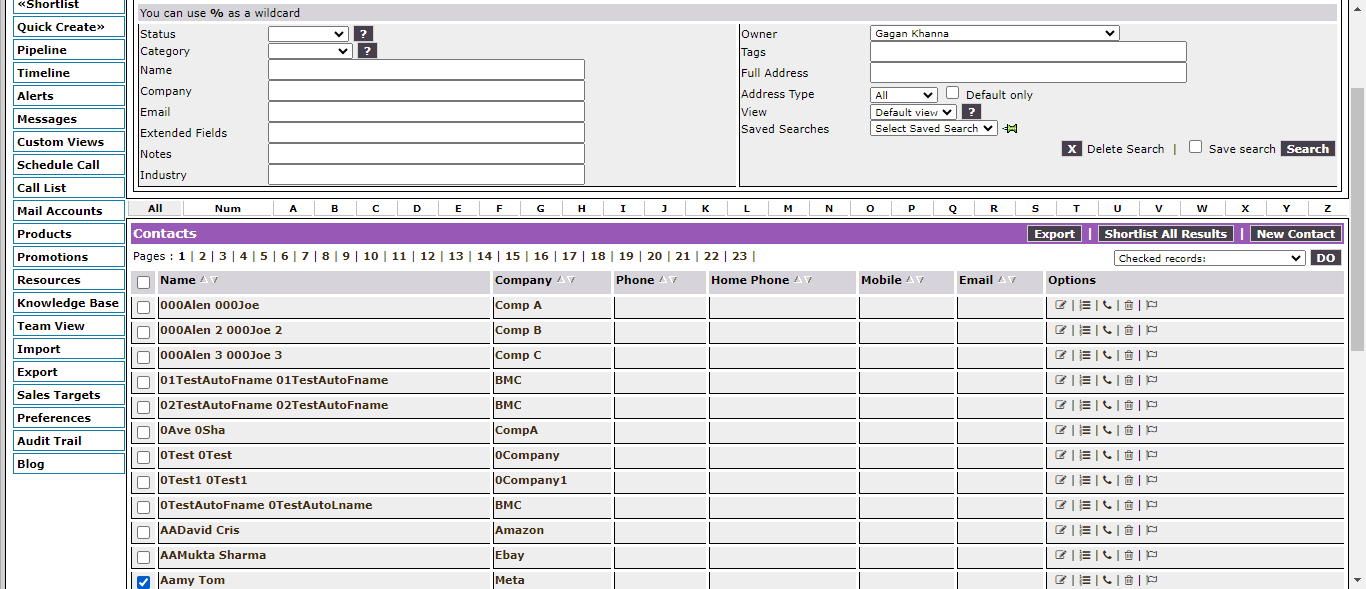 «Shortlist
Quick Create»
Pipeline
Timeline
Alerts
Messages
Custom Views
Schedule Call
Call List
Mail Accounts
Products
Promotions
Resources
Knowledge Base
Team View
Import
Export
Sales Targets
Preferences
Audit Trail
Blog
You can use % as a wildcard
Status ?
Category ?
Name
Company
Email
Extended Fields
Notes
Industry
Owner Gagan Khanna
Tags
Full Address
Address Type All Default only
View Default view ?
Saved Searches Select Saved Search
X Delete Search | Save search Search
All Num A B C D E F G H I J K L M N O P Q R S T U V W X Y Z
Contacts Export | Shortlist All Results | New Contact
Pages : 1 | 2 | 3 | 4 | 5 | 6 | 7 | 8 | 9 | 10 | 11 | 12 | 13 | 14 | 15 | 16 | 17 | 18 | 19 | 20 | 21 | 22 | 23 | Checked records: DO
Name Company Phone Home Phone Mobile Email Options
000Alen 000Joe Comp A | | | | |
000Alen 2 000Joe 2 Comp B | | | | |
000Alen 3 000Joe 3 Comp C | | | | |
01TestAutoFname 01TestAutoFname BMC | | | | |
02TestAutoFname 02TestAutoFname BMC | | | | |
0Ave 0Sha CompA | | | | |
0Test 0Test 0Company | | | | |
0Test1 0Test1 0Company1 | | | | |
0TestAutoFname 0TestAutoLname BMC | | | | |
AADavid Cris Amazon | | | | |
AAMukta Sharma Ebay | | | | |
Aamy Tom Meta | | | | |